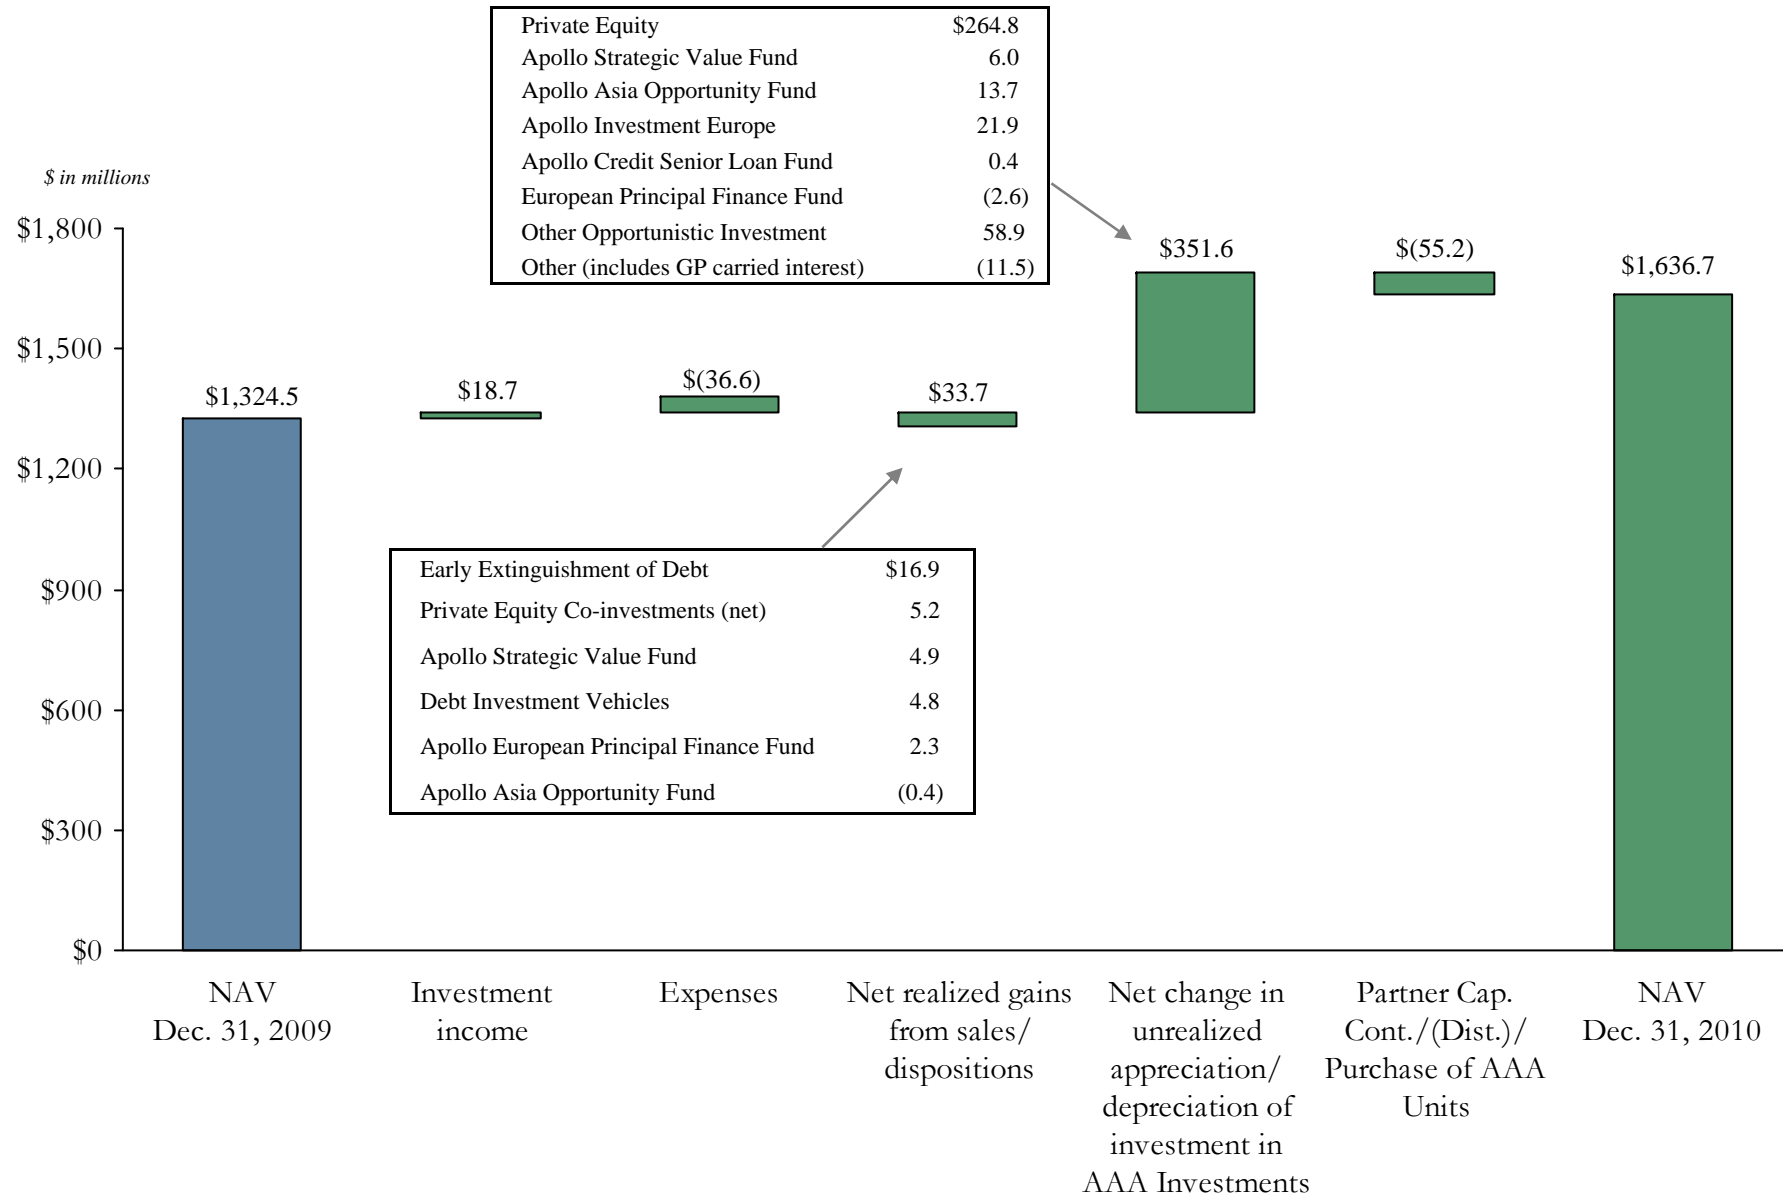 Private Equity $264.8
Apollo Strategic Value Fund 6.0
Apollo Asia Opportunity Fund 13.7
Apollo Investment Europe 21.9
Apollo Credit Senior Loan Fund 0.4
European Principal Finance Fund (2.6)
Other Opportunistic Investment 58.9
Other (includes GP carried interest) (11.5)
$ in millions
$1,800
$1,500
$1,200
$900
$600
$300
$0
$1,324.5
$18.7
$(36.6)
$33.7
$351.6
$(55.2)
$1,636.7
Early Extinguishment of Debt $16.9
Private Equity Co-investments (net) 5.2
Apollo Strategic Value Fund 4.9
Debt Investment Vehicles 4.8
Apollo European Principal Finance Fund 2.3
Apollo Asia Opportunity Fund (0.4)
NAV
Dec. 31, 2009
Investment
income
Expenses
Net realized gains
from sales/
dispositions
Net change in
unrealized
appreciation/
depreciation of
investment in
AAA Investments
Partner Cap.
Cont./(Dist.)/
Purchase of AAA
Units
NAV
Dec. 31, 2010